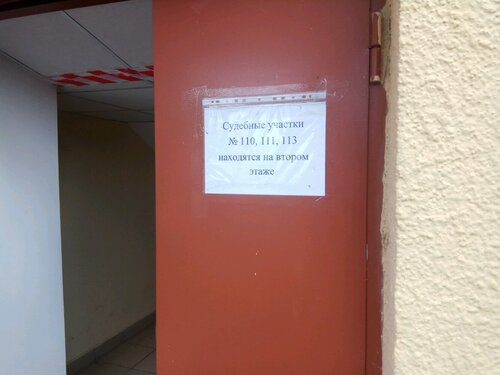 Судебные участки
№ 110, 111, 113
находятся на втором
этаже